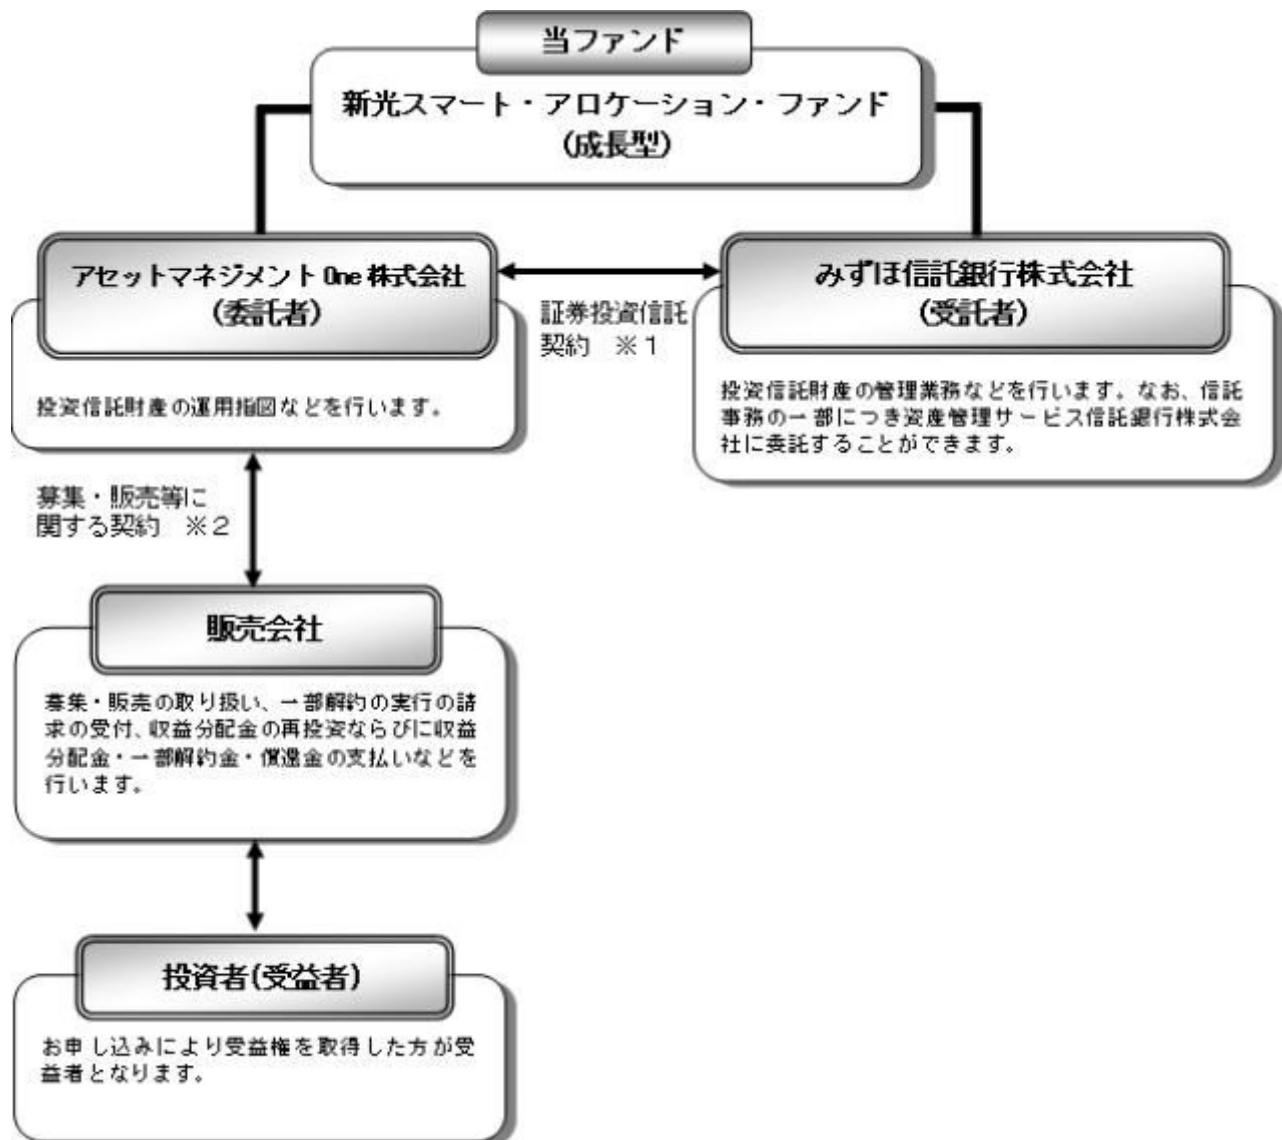 当ファンド
新光スマート・アロケーション・ファンド
(成長型)
アセットマネジメント One 株式会社
(委託者)
投資信託財産の運用指図などを行います。
証券投資信託
契約　※１
みずほ信託銀行株式会社
(受託者)
投資信託財産の管理業務などを行います。なお、信託
事務の一部につき資産管理サービス信託銀行株式会
社に委託することができます。
募集・販売等に
関する契約　※２
販売会社
募集・販売の取り扱い、一部解約の実行の請
求の受付、収益分配金の再投資ならびに収益
分配金・一部解約金・償還金の支払いなどを
行います。
投資者(受益者)
お申し込みにより受益権を取得した方が受
益者となります。